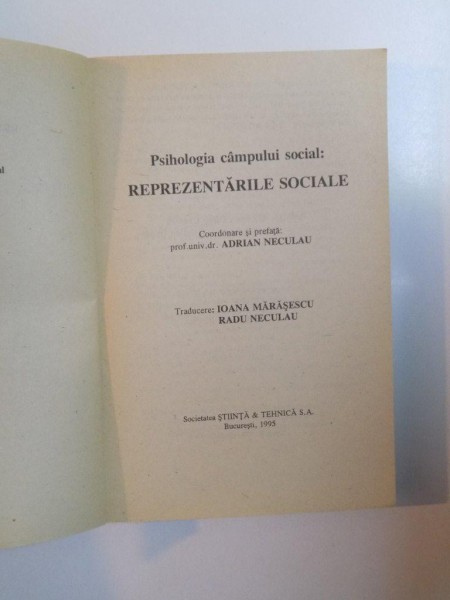 Psihologia câmpului social:
REPREZENTĂRILE SOCIALE
Coordonare și prefață:
prof.univ.dr. ADRIAN NECULAU
Traducere: IOANA MĂRĂȘESCU
RADU NECULAU
Societatea ȘTIINȚĂ & TEHNICĂ S.A.
București, 1995